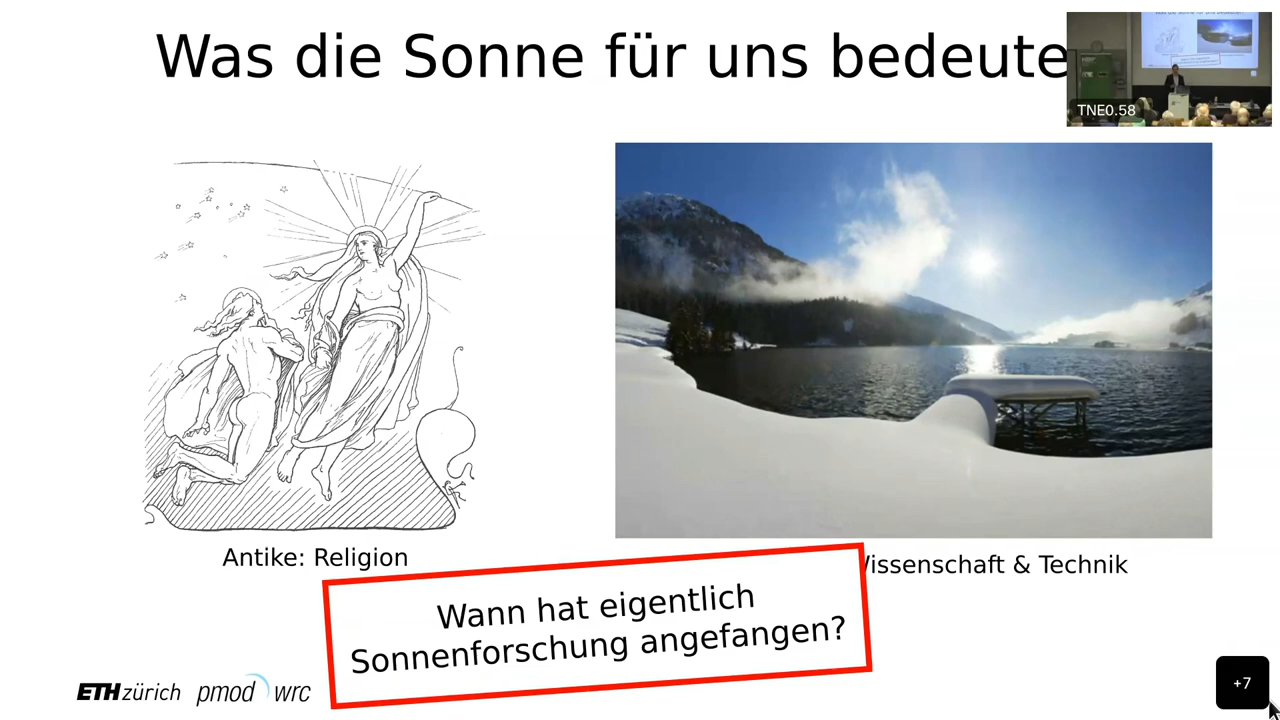 Was die Sonne für uns bedeute
TNE0.58
Antike: Religion
issenschaft & Technik
Wann hat eigentlich
Sonnenforschung angefangen?
ETH zürich pmod wrc
+7